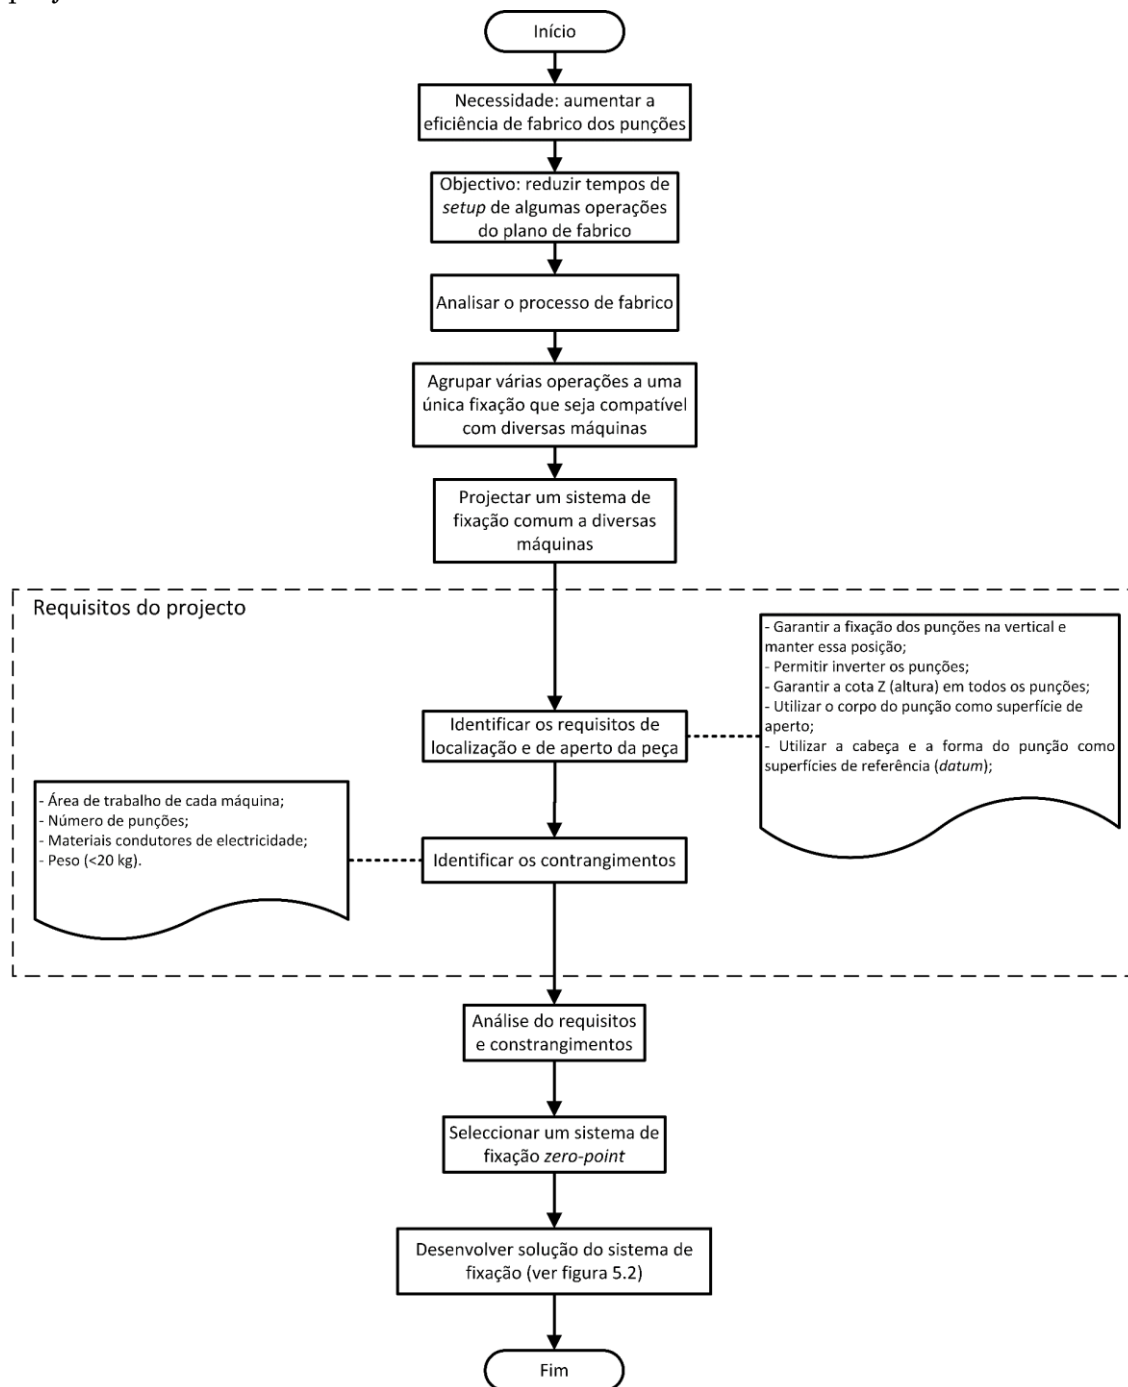 Início
Necessidade: aumentar a
eficiência de fabrico dos punções
Objectivo: reduzir tempos de
setup de algumas operações
do plano de fabrico
Analisar o processo de fabrico
Agrupar várias operações a uma
única fixação que seja compatível
com diversas máquinas
Projectar um sistema de
fixação comum a diversas
máquinas
Requisitos do projecto
- Garantir a fixação dos punções na vertical e
manter essa posição;
- Permitir inverter os punções;
- Garantir a cota Z (altura) em todos os punções;
- Utilizar o corpo do punção como superfície de
aperto;
- Utilizar a cabeça e a forma do punção como
superfícies de referência (datum);
Identificar os requisitos de
localização e de aperto da peça
- Área de trabalho de cada máquina;
- Número de punções;
- Materiais condutores de electricidade;
- Peso (<20 kg).
Identificar os contrangimentos
Análise do requisitos
e constrangimentos
Seleccionar um sistema de
fixação zero-point
Desenvolver solução do sistema de
fixação (ver figura 5.2)
Fim